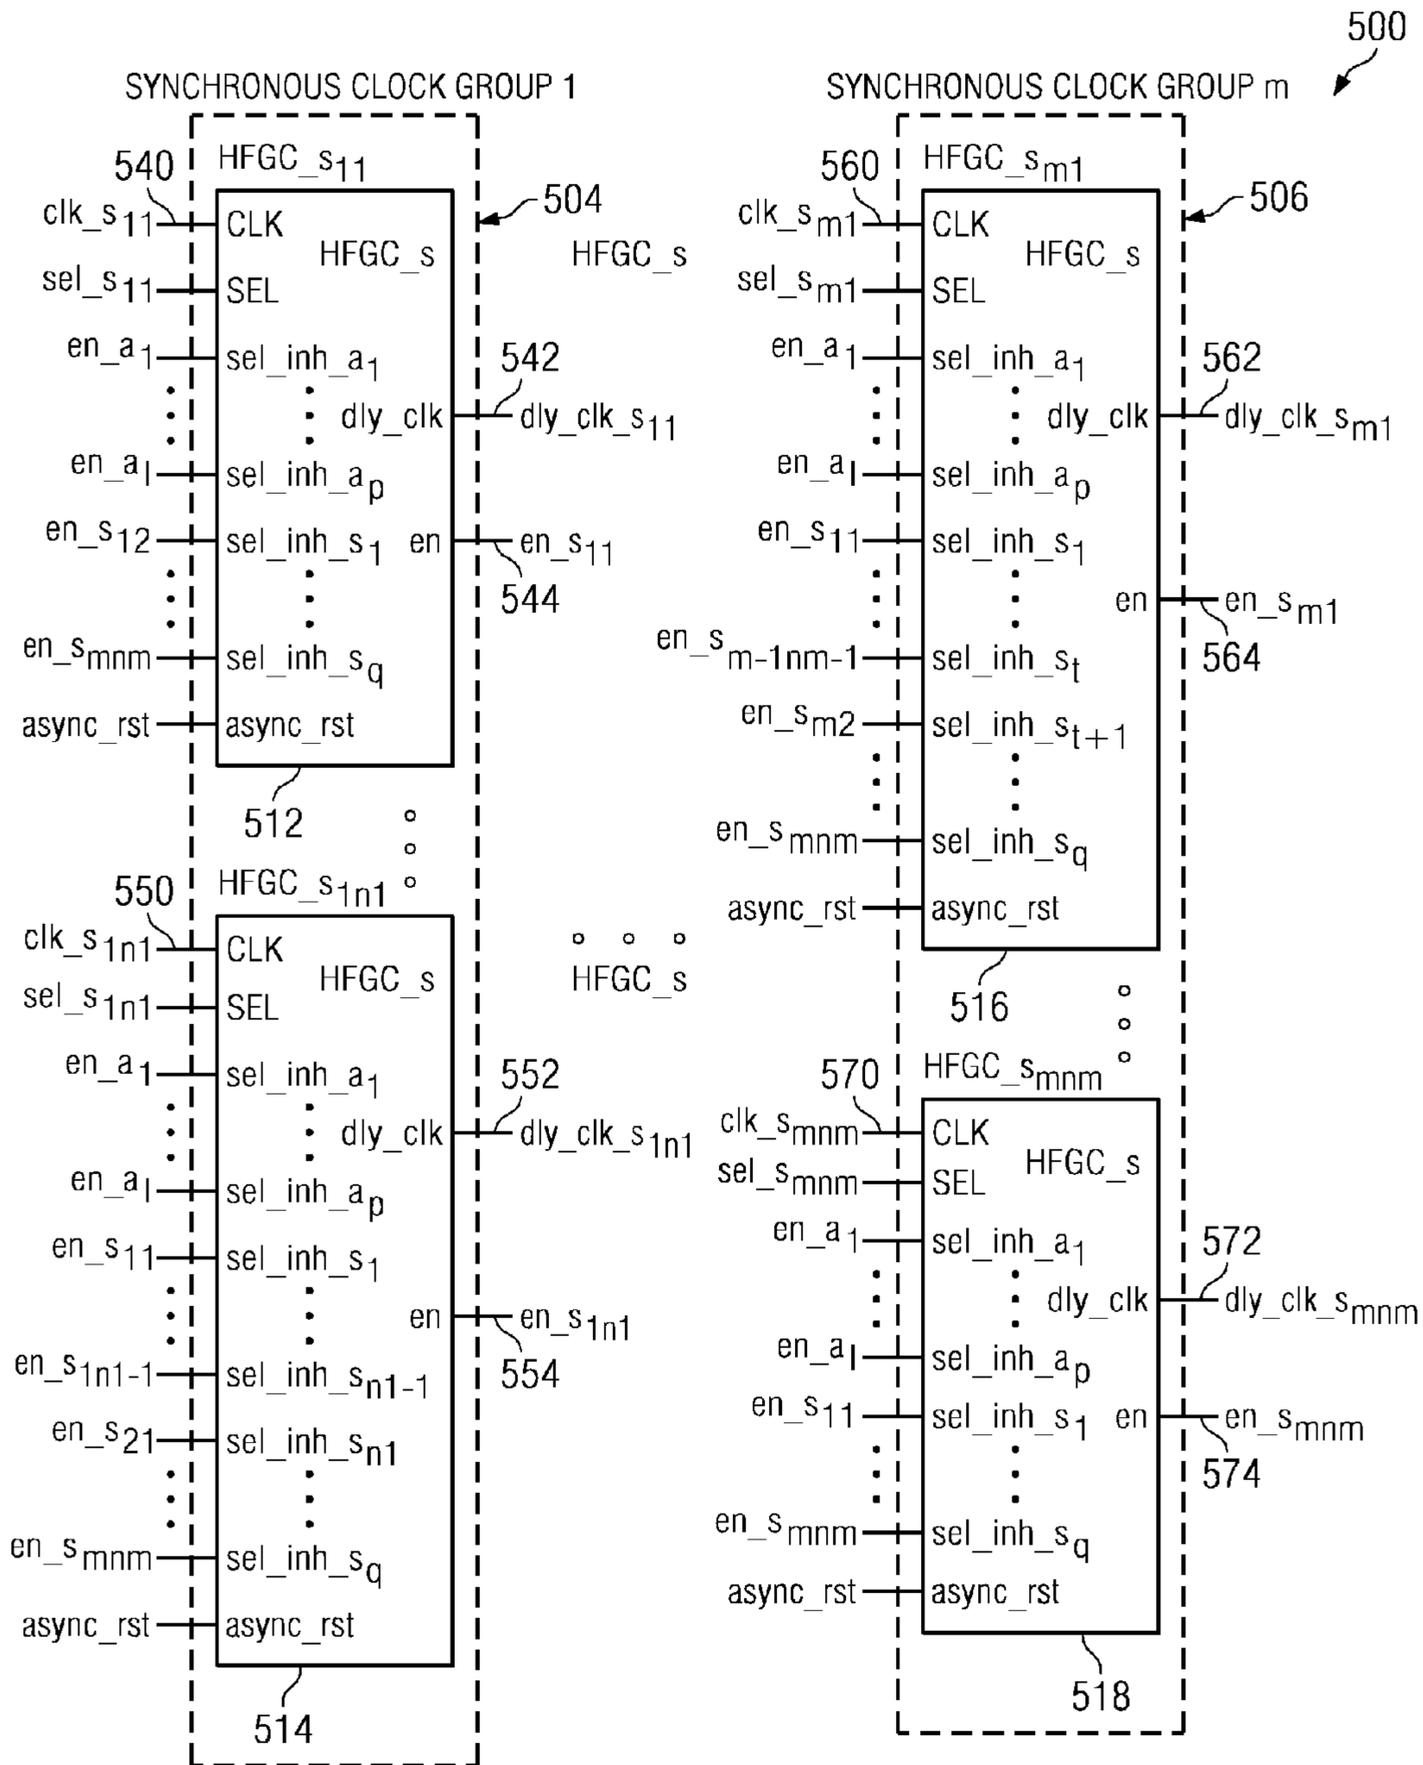 500
SYNCHRONOUS CLOCK GROUP 1
HFGC_s11
540
504
clk_s11
CLK
HFGC_s
sel_s11
SEL
en_a1
sel_inh_a1
542
dly_clk
dly_clk_s11
en_al
sel_inh_ap
en_s12
sel_inh_s1
en
en_s11
544
en_smnm
sel_inh_sq
async_rst
async_rst
512
HFGC_s1n1
550
clk_s1n1
CLK
HFGC_s
sel_s1n1
SEL
en_a1
sel_inh_a1
552
dly_clk
dly_clk_s1n1
en_al
sel_inh_ap
en_s11
sel_inh_s1
en
en_s1n1
554
en_s1n1-1
sel_inh_sn1-1
en_s21
sel_inh_sn1
en_smnm
sel_inh_sq
async_rst
async_rst
514
HFGC_s
HFGC_s
SYNCHRONOUS CLOCK GROUP m
HFGC_sm1
560
506
clk_sm1
CLK
HFGC_s
sel_sm1
SEL
en_a1
sel_inh_a1
562
dly_clk
dly_clk_sm1
en_al
sel_inh_ap
en_s11
sel_inh_s1
en
en_sm1
564
en_sm-1nm-1
sel_inh_st
en_sm2
sel_inh_st+1
en_smnm
sel_inh_sq
async_rst
async_rst
516
HFGC_smnm
570
clk_smnm
CLK
HFGC_s
sel_smnm
SEL
en_a1
sel_inh_a1
572
dly_clk
dly_clk_smnm
en_al
sel_inh_ap
en_s11
sel_inh_s1
en
en_smnm
574
en_smnm
sel_inh_sq
async_rst
async_rst
518